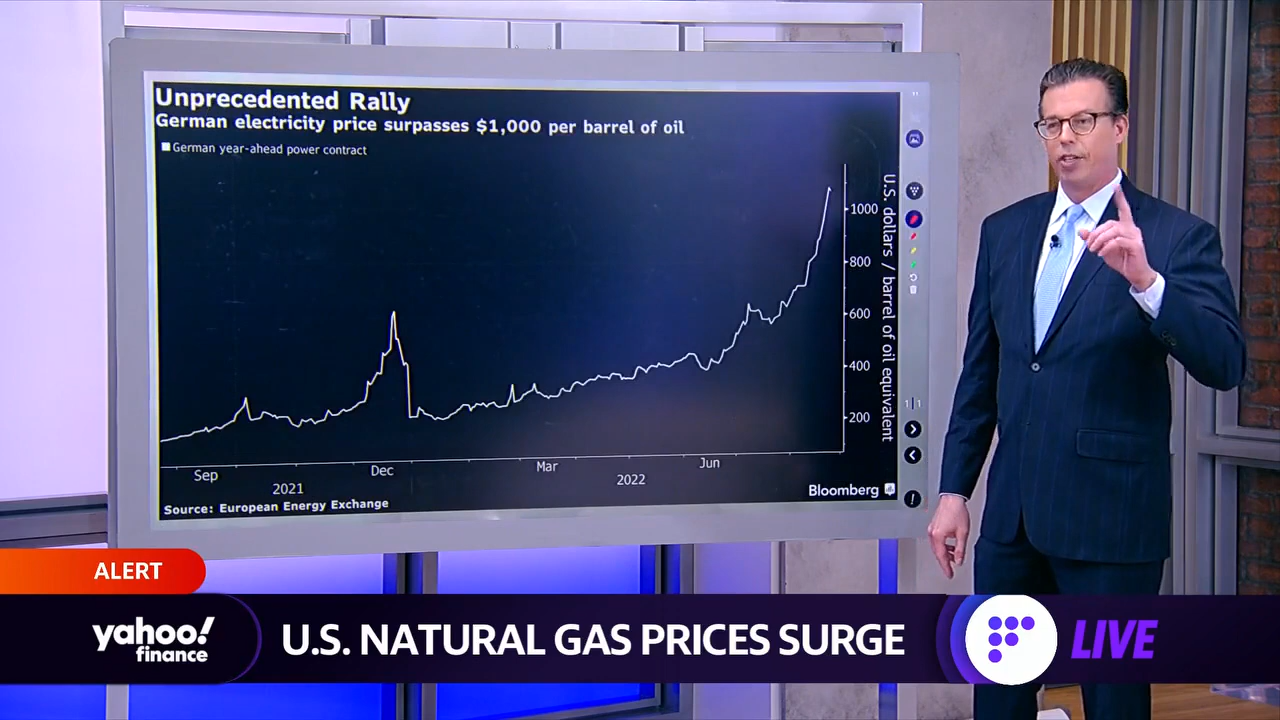 Unprecedented Rally
German electricity price surpasses $1,000 per barrel of oil
German year-ahead power contract
1000
800
600
400
200
U.S. dollars / barrel of oil equivalent
Sep
Dec
Mar
Jun
2021
2022
Source: European Energy Exchange
Bloomberg
1 | 1
ALERT
yahoo!
finance
U.S. NATURAL GAS PRICES SURGE
LIVE